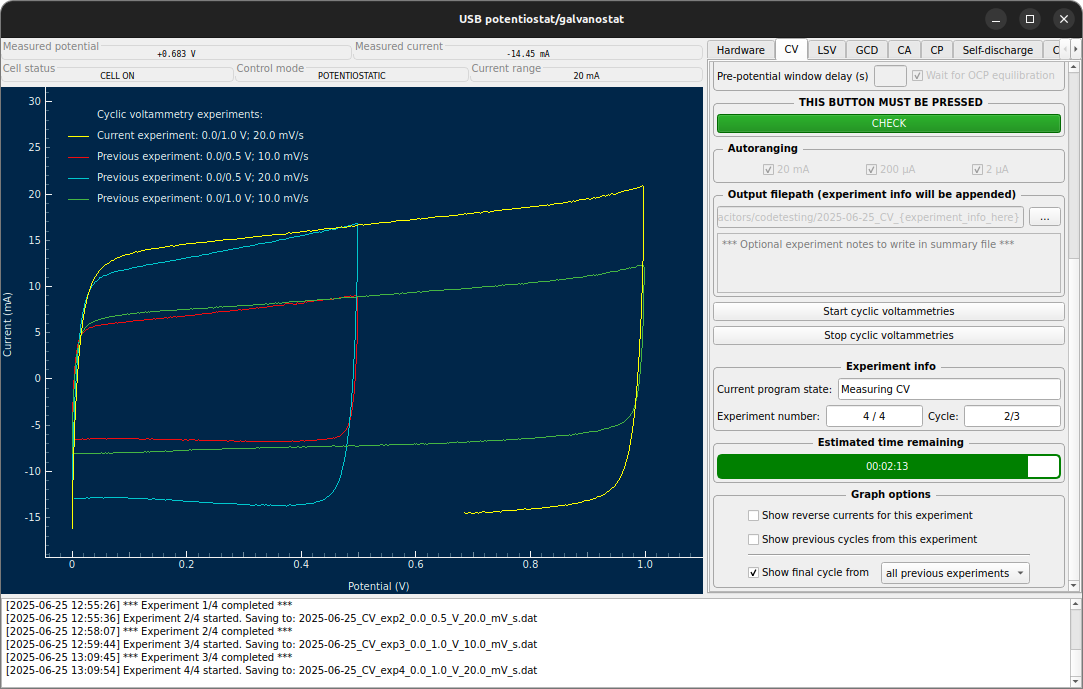 USB potentiostat/galvanostat
Measured potential
+0.683 V
Measured current
-14.45 mA
Cell status
CELL ON
Control mode
POTENTIOSTATIC
Current range
20 mA
Hardware CV LSV GCD CA CP Self-discharge C
Pre-potential window delay (s) Wait for OCP equilibration
THIS BUTTON MUST BE PRESSED
CHECK
Autoranging
20 mA 200 µA 2 µA
Output filepath (experiment info will be appended)
acitors/codetesting/2025-06-25_CV_{experiment_info_here} ...
*** Optional experiment notes to write in summary file ***
Start cyclic voltammetries
Stop cyclic voltammetries
Experiment info
Current program state: Measuring CV
Experiment number: 4 / 4 Cycle: 2/3
Estimated time remaining
00:02:13
Graph options
Show reverse currents for this experiment
Show previous cycles from this experiment
Show final cycle from all previous experiments
Cyclic voltammetry experiments:
Current experiment: 0.0/1.0 V; 20.0 mV/s
Previous experiment: 0.0/0.5 V; 10.0 mV/s
Previous experiment: 0.0/0.5 V; 20.0 mV/s
Previous experiment: 0.0/1.0 V; 10.0 mV/s
Current (mA)
30
25
20
15
10
5
0
-5
-10
-15
0 0.2 0.4 0.6 0.8 1.0
Potential (V)
[2025-06-25 12:55:26] *** Experiment 1/4 completed ***
[2025-06-25 12:55:36] Experiment 2/4 started. Saving to: 2025-06-25_CV_exp2_0.0_0.5_V_20.0_mV_s.dat
[2025-06-25 12:58:07] *** Experiment 2/4 completed ***
[2025-06-25 12:59:44] Experiment 3/4 started. Saving to: 2025-06-25_CV_exp3_0.0_1.0_V_10.0_mV_s.dat
[2025-06-25 13:09:45] *** Experiment 3/4 completed ***
[2025-06-25 13:09:54] Experiment 4/4 started. Saving to: 2025-06-25_CV_exp4_0.0_1.0_V_20.0_mV_s.dat